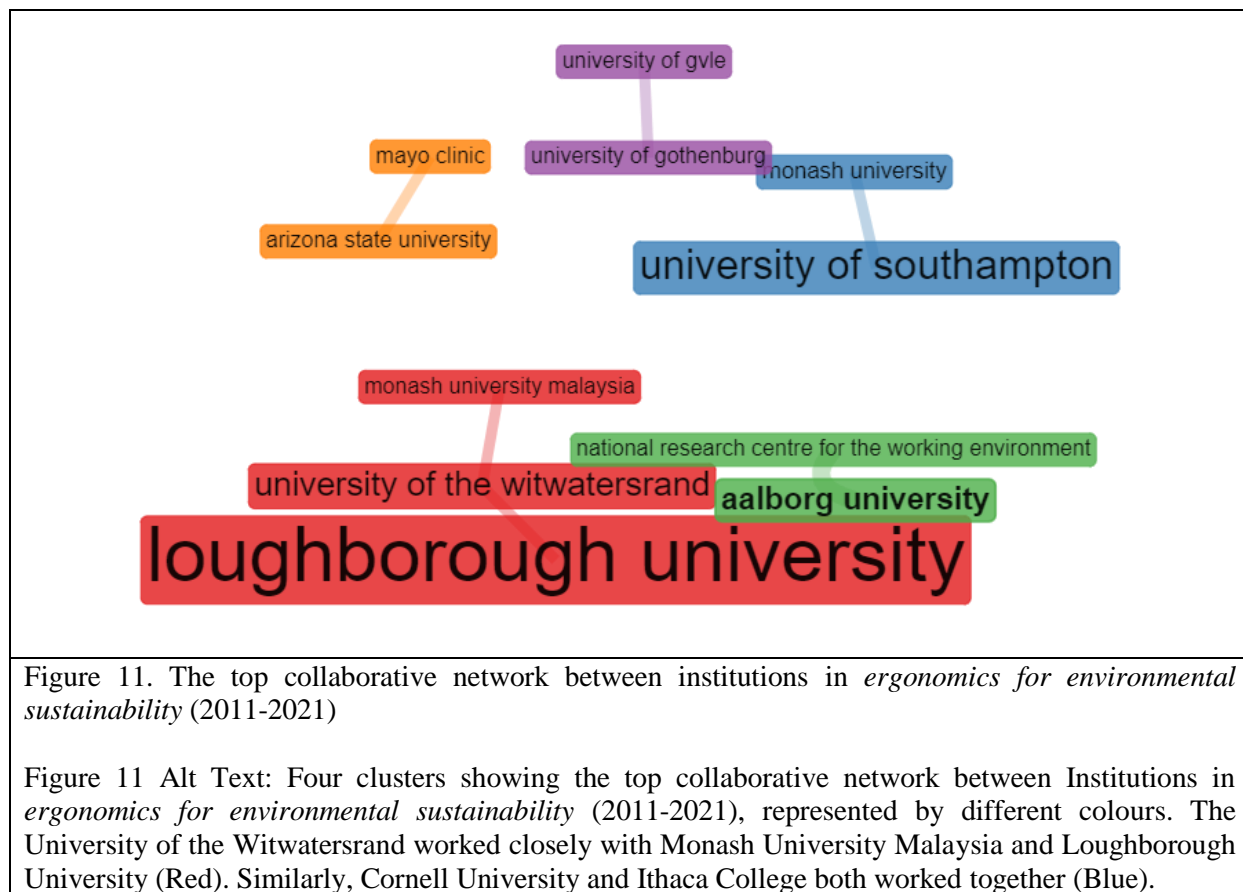 university of gvle
university of gothenburg
mayo clinic
monash university
arizona state university
university of southampton
monash university malaysia
national research centre for the working environment
university of the witwatersrand
aalborg university
loughborough university
Figure 11. The top collaborative network between institutions in ergonomics for environmental
sustainability (2011-2021)
Figure 11 Alt Text: Four clusters showing the top collaborative network between Institutions in
ergonomics for environmental sustainability (2011-2021), represented by different colours. The
University of the Witwatersrand worked closely with Monash University Malaysia and Loughborough
University (Red). Similarly, Cornell University and Ithaca College both worked together (Blue).